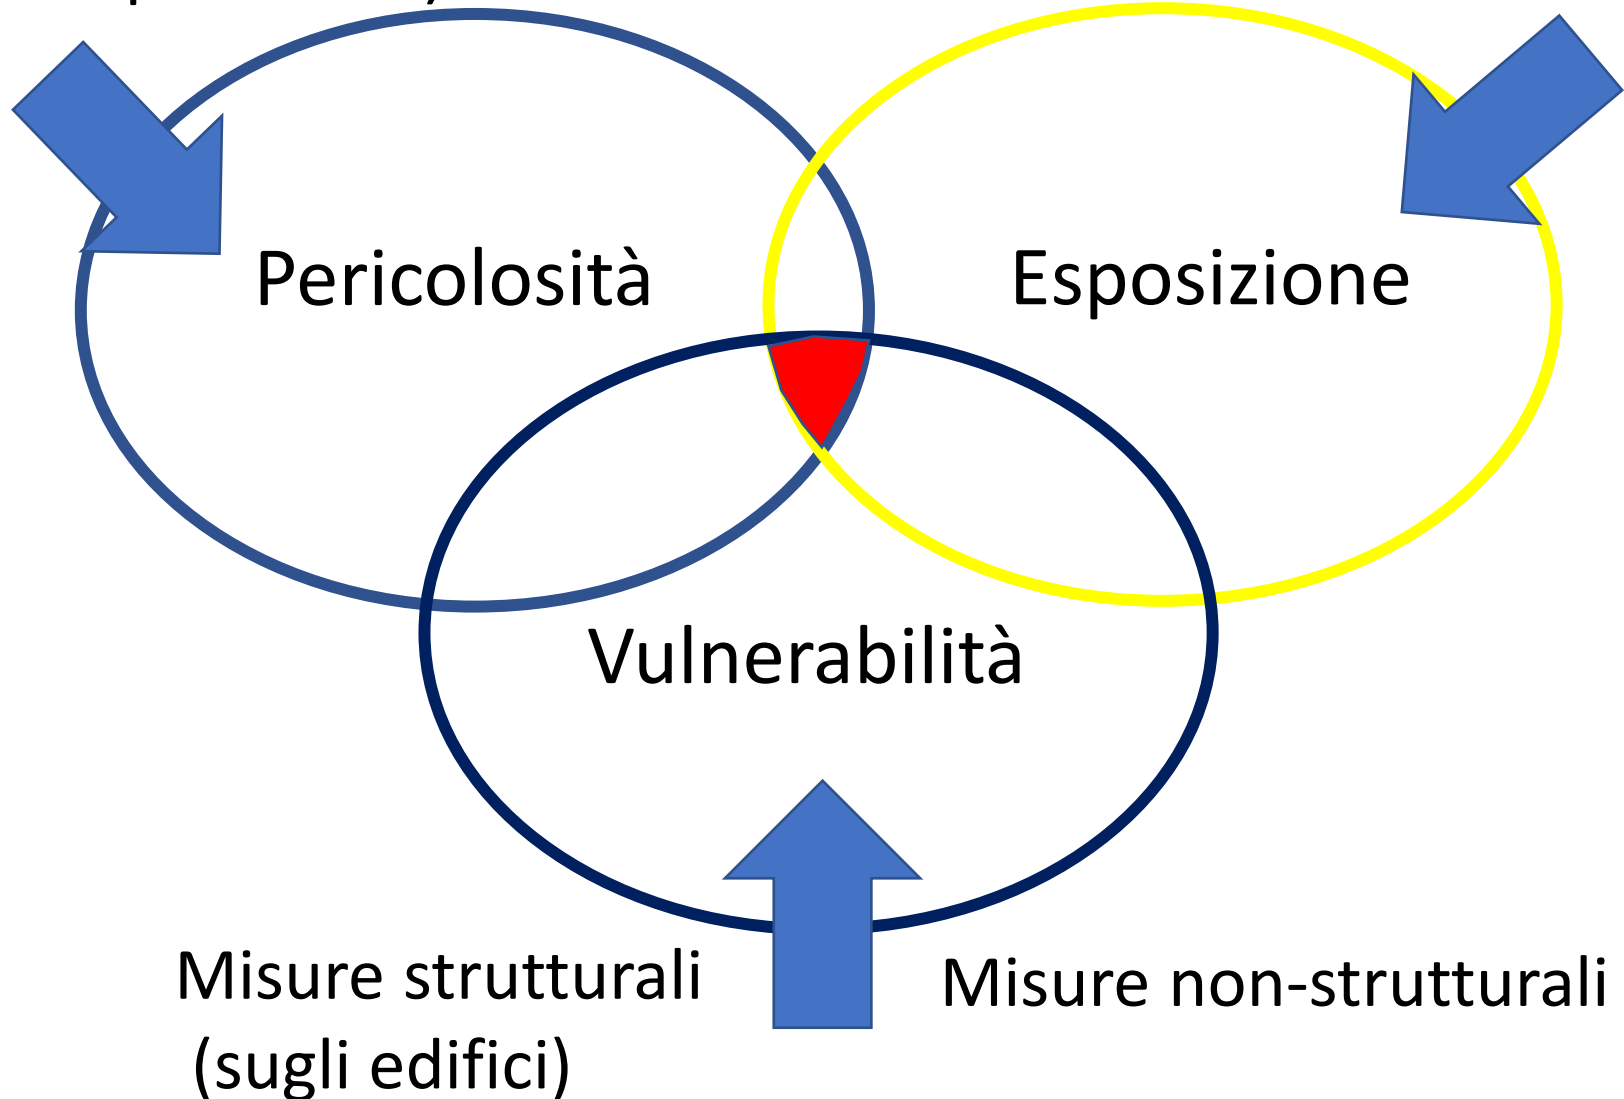 Pericolosità
Esposizione
Vulnerabilità
Misure strutturali
(sugli edifici)
Misure non-strutturali